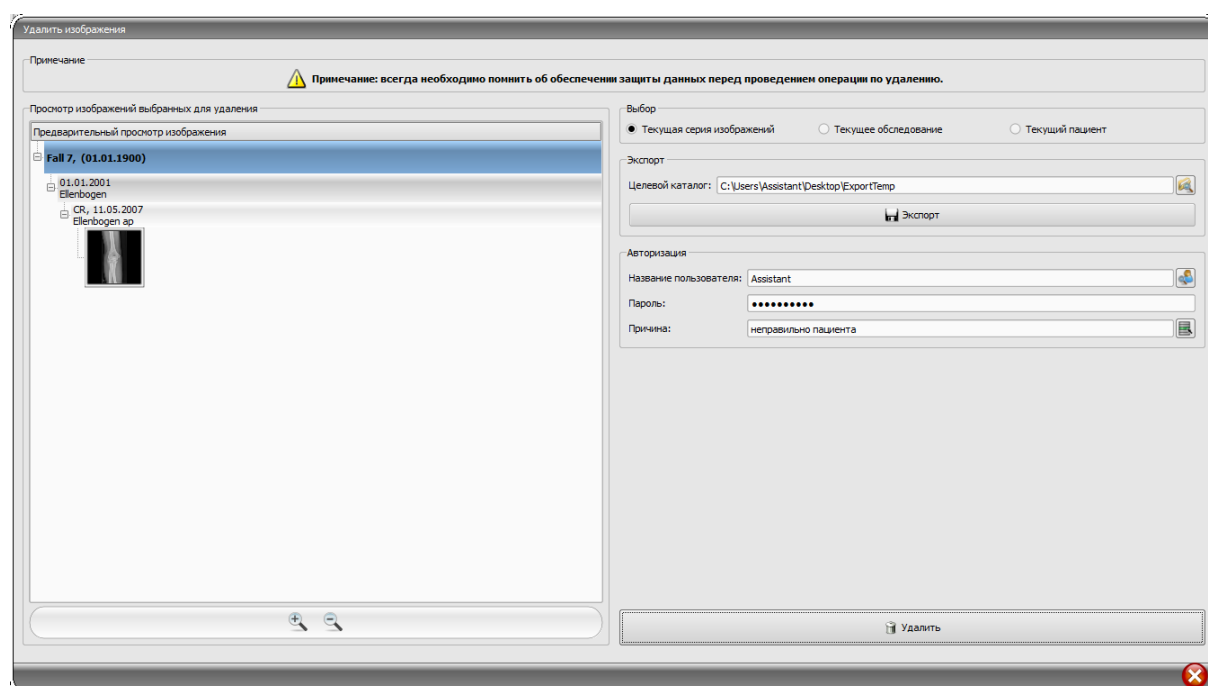 Удалить изображения
Примечание
Примечание: всегда необходимо помнить об обеспечении защиты данных перед проведением операции по удалению.
Просмотр изображений выбранных для удаления
Предварительный просмотр изображения
Fall 7, (01.01.1900)
01.01.2001
Ellenbogen
CR, 11.05.2007
Ellenbogen ap
Выбор
Текущая серия изображений
Текущее обследование
Текущий пациент
Экспорт
Целевой каталог: C:\Users\Assistant\Desktop\ExportTemp
Экспорт
Авторизация
Название пользователя: Assistant
Пароль: ●●●●●●●●●●
Причина: неправильно пациента
Удалить